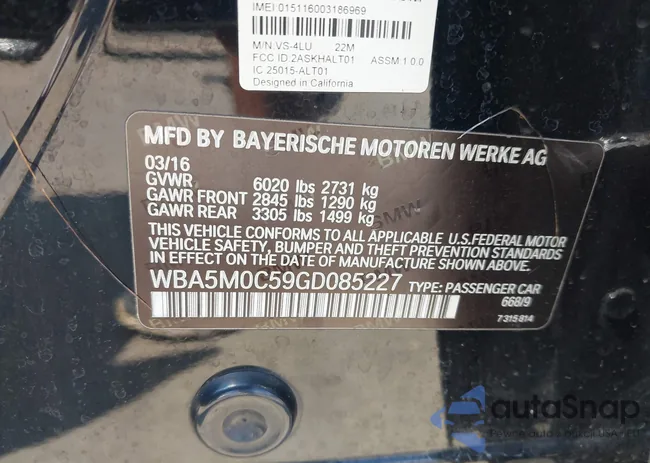 IMEI:015116003186969
M/N:VS-4LU 22M
FCC ID:2ASKHALT01 ASSM:1.0.0
IC 25015-ALT01
Designed in California
MFD BY BAYERISCHE MOTOREN WERKE AG
03/16
GVWR 6020 lbs 2731 kg
GAWR FRONT 2845 lbs 1290 kg
GAWR REAR 3305 lbs 1499 kg
THIS VEHICLE CONFORMS TO ALL APPLICABLE U.S.FEDERAL MOTOR
VEHICLE SAFETY, BUMPER AND THEFT PREVENTION STANDARDS
IN EFFECT ON THE DATE OF MANUFACTURE SHOWN ABOVE.
WBA5M0C59GD085227 TYPE: PASSENGER CAR
668/9
7315814
autoSnap